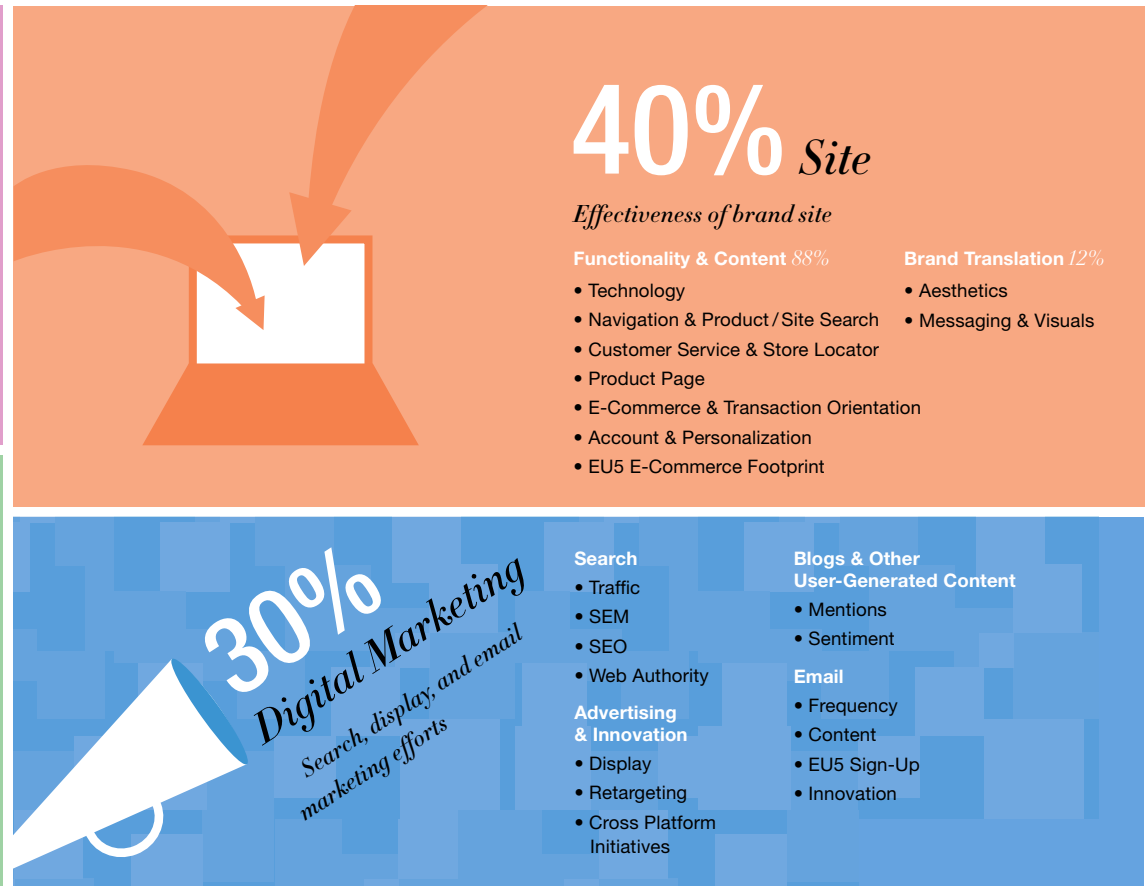 40% Site
Effectiveness of brand site
Functionality & Content 88%
• Technology
• Navigation & Product / Site Search
• Customer Service & Store Locator
• Product Page
• E-Commerce & Transaction Orientation
• Account & Personalization
• EU5 E-Commerce Footprint
Brand Translation 12%
• Aesthetics
• Messaging & Visuals
30%
Digital Marketing
Search, display, and email
marketing efforts
Search
• Traffic
• SEM
• SEO
• Web Authority
Advertising
& Innovation
• Display
• Retargeting
• Cross Platform
Initiatives
Blogs & Other
User-Generated Content
• Mentions
• Sentiment
Email
• Frequency
• Content
• EU5 Sign-Up
• Innovation